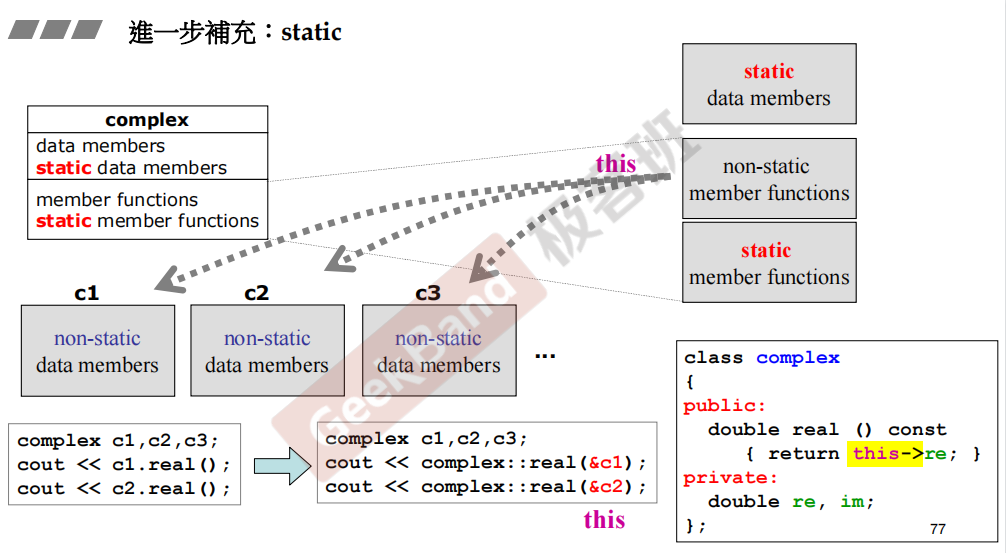 進一步補充：static
static
data members
complex
data members
static data members
member functions
static member functions
this
non-static
member functions
static
member functions
c1
c2
c3
non-static
data members
non-static
data members
non-static
data members
...
GeekBand 极客班
complex c1,c2,c3;
cout << c1.real();
cout << c2.real();
complex c1,c2,c3;
cout << complex::real(&c1);
cout << complex::real(&c2);
this
class complex
{
public:
double real () const
{ return this->re; }
private:
double re, im;
};
77